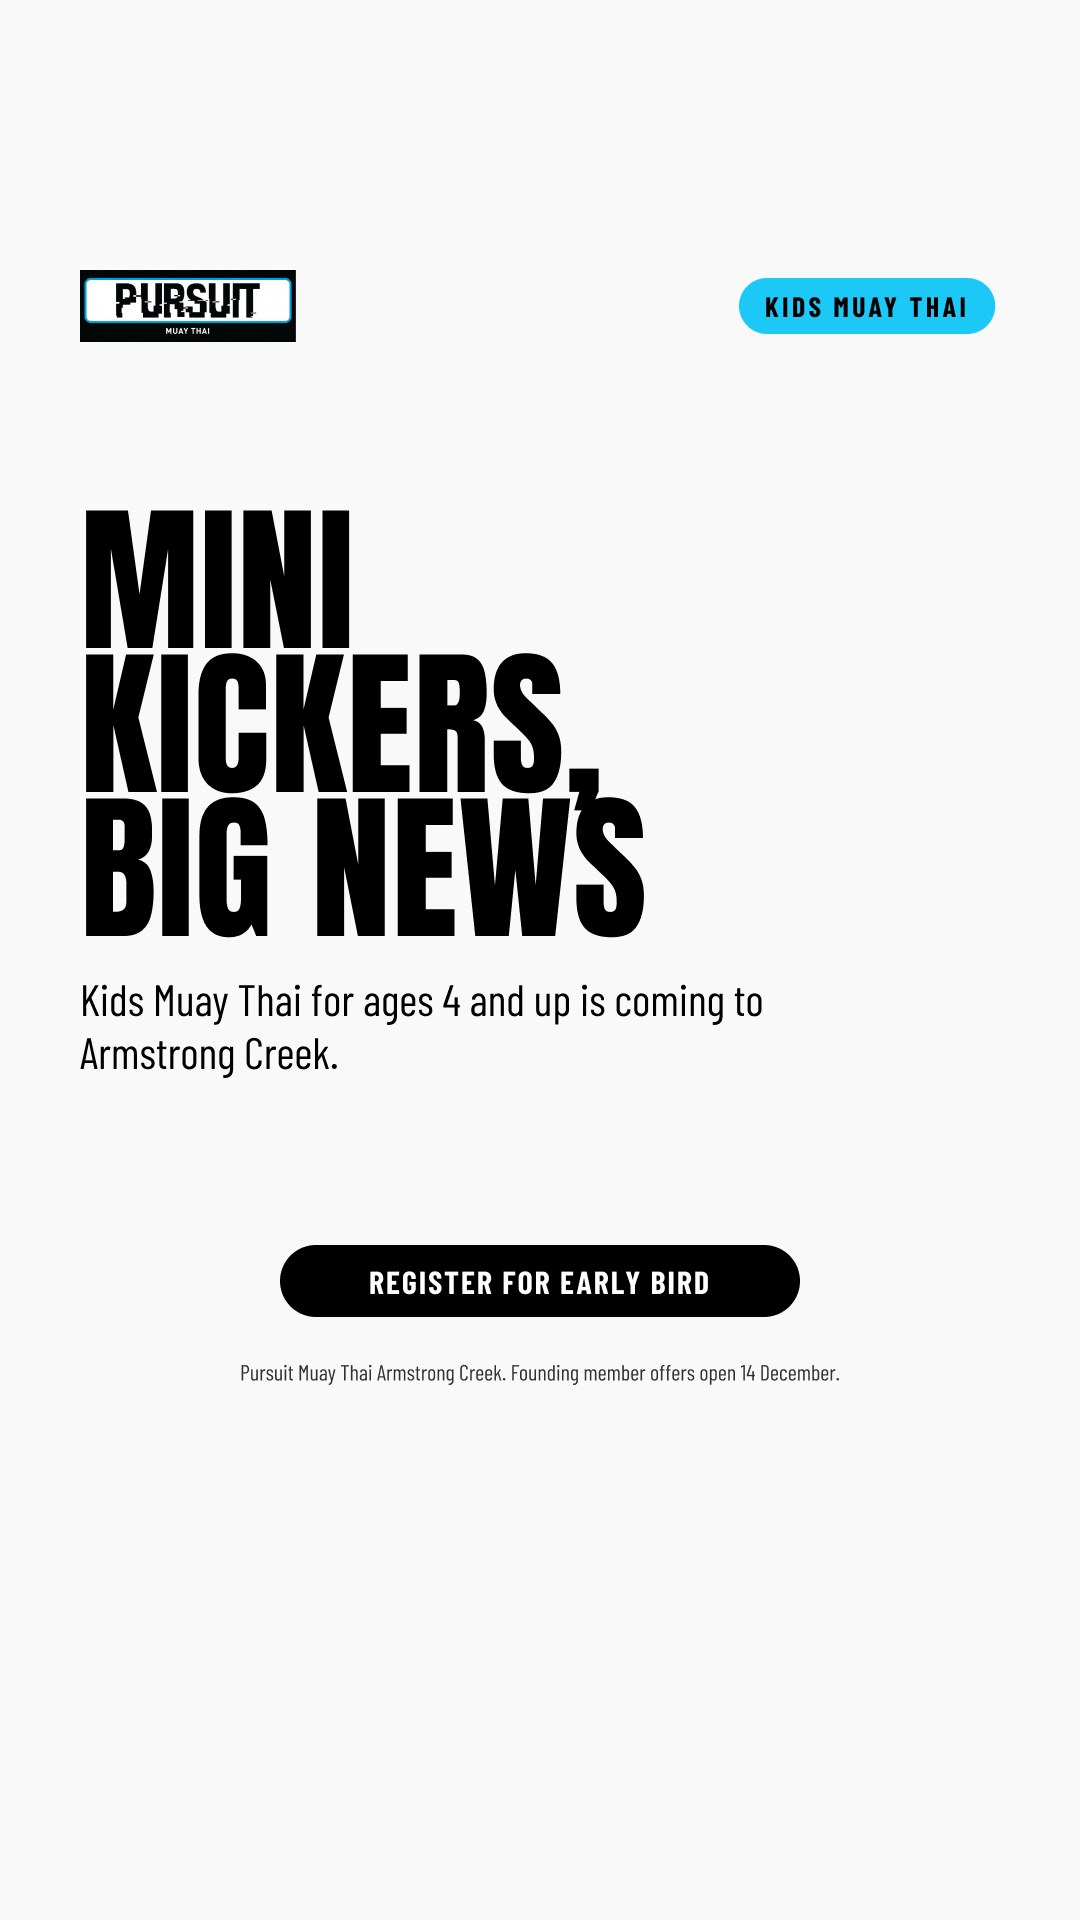 PURSUIT
MUAY THAI
KIDS MUAY THAI
MINI
KICKERS,
BIG NEWS
Kids Muay Thai for ages 4 and up is coming to
Armstrong Creek.
REGISTER FOR EARLY BIRD
Pursuit Muay Thai Armstrong Creek. Founding member offers open 14 December.